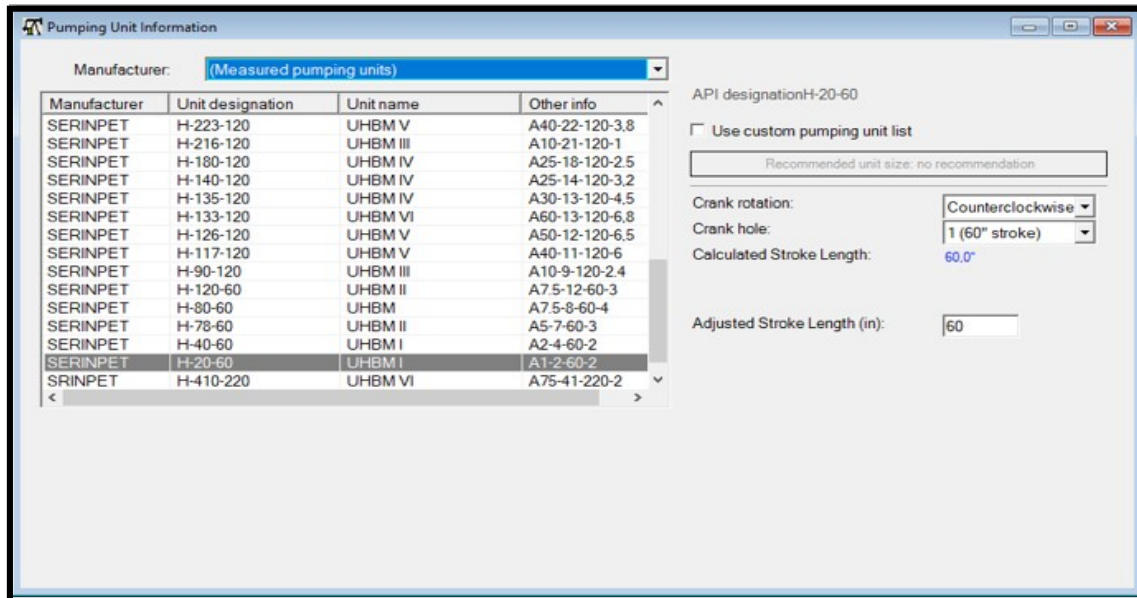 Pumping Unit Information
Manufacturer: (Measured pumping units)
Manufacturer Unit designation Unit name Other info
SERINPET H-223-120 UHBM V A40-22-120-3,8
SERINPET H-216-120 UHBM III A10-21-120-1
SERINPET H-180-120 UHBM IV A25-18-120-2.5
SERINPET H-140-120 UHBM IV A25-14-120-3,2
SERINPET H-135-120 UHBM IV A30-13-120-4,5
SERINPET H-133-120 UHBM VI A60-13-120-6,8
SERINPET H-126-120 UHBM V A50-12-120-6,5
SERINPET H-117-120 UHBM V A40-11-120-6
SERINPET H-90-120 UHBM III A10-9-120-2.4
SERINPET H-120-60 UHBM II A7.5-12-60-3
SERINPET H-80-60 UHBM A7.5-8-60-4
SERINPET H-78-60 UHBM II A5-7-60-3
SERINPET H-40-60 UHBM I A2-4-60-2
SERINPET H-20-60 UHBM I A1-2-60-2
SRINPET H-410-220 UHBM VI A75-41-220-2
API designationH-20-60
Use custom pumping unit list
Recommended unit size: no recommendation
Crank rotation: Counterclockwise
Crank hole: 1 (60" stroke)
Calculated Stroke Length: 60,0"
Adjusted Stroke Length (in): 60